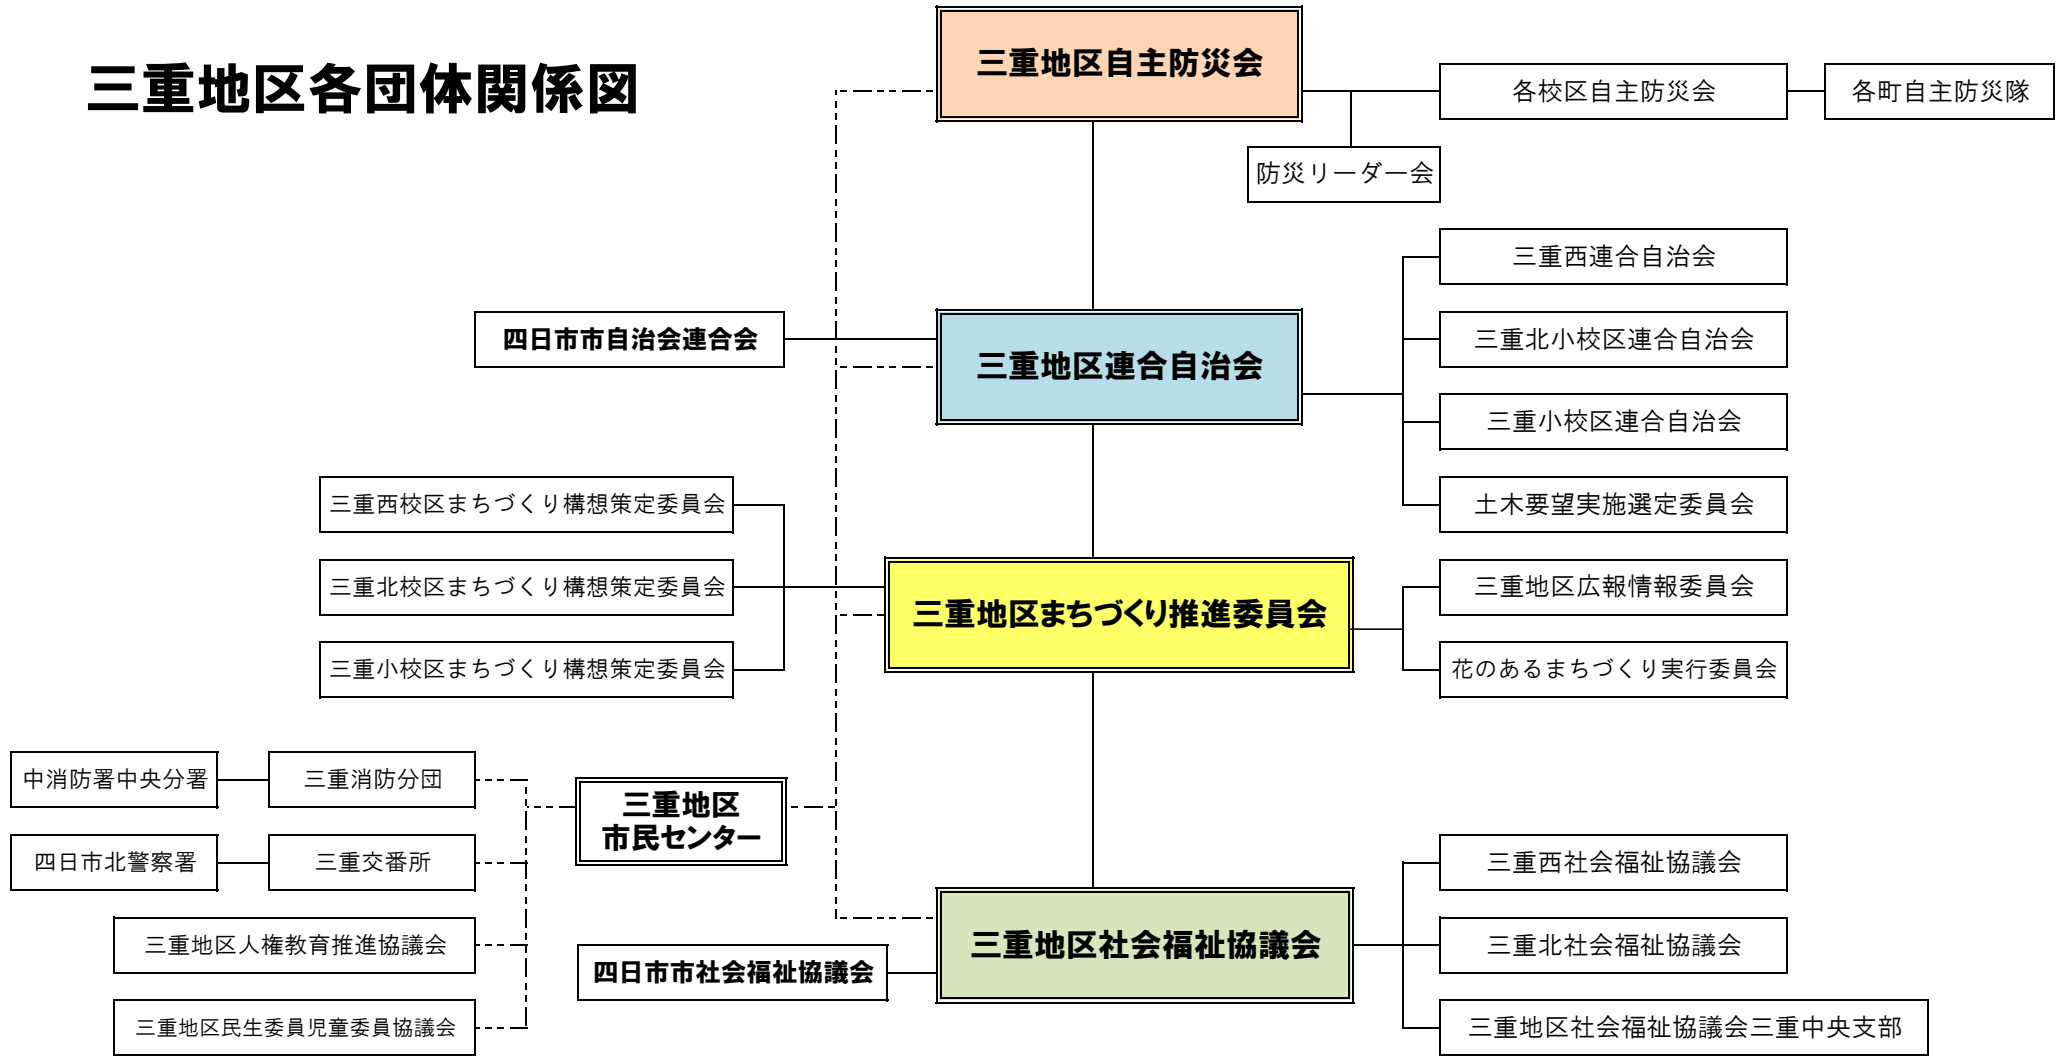 三重地区各団体関係図
三重地区自主防災会
各校区自主防災会
各町自主防災隊
防災リーダー会
三重西連合自治会
四日市市自治会連合会
三重地区連合自治会
三重北小校区連合自治会
三重小校区連合自治会
三重西校区まちづくり構想策定委員会
土木要望実施選定委員会
三重北校区まちづくり構想策定委員会
三重地区まちづくり推進委員会
三重地区広報情報委員会
三重小校区まちづくり構想策定委員会
花のあるまちづくり実行委員会
中消防署中央分署
三重消防分団
三重地区
市民センター
四日市北警察署
三重交番所
三重西社会福祉協議会
三重地区人権教育推進協議会
四日市市社会福祉協議会
三重地区社会福祉協議会
三重北社会福祉協議会
三重地区民生委員児童委員協議会
三重地区社会福祉協議会三重中央支部